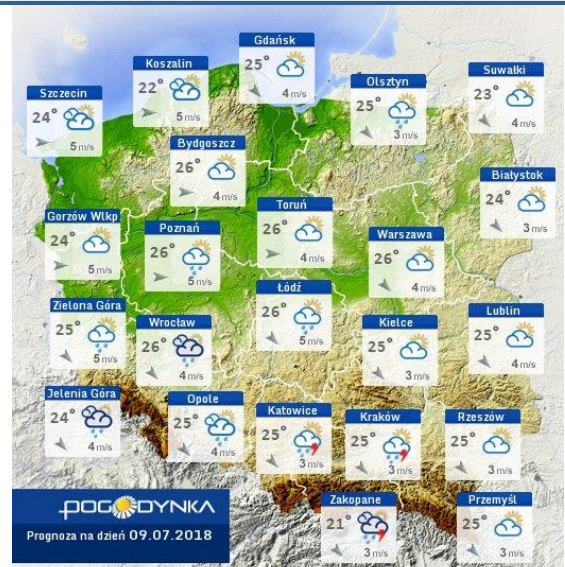 Gdańsk
25°
4 m/s
Koszalin
22°
5 m/s
Suwałki
23°
4 m/s
Olsztyn
25°
3 m/s
Szczecin
24°
5 m/s
Bydgoszcz
26°
4 m/s
Białystok
24°
3 m/s
Toruń
26°
4 m/s
Gorzów Wlkp
24°
5 m/s
Poznań
26°
5 m/s
Warszawa
26°
4 m/s
Łódź
26°
5 m/s
Zielona Góra
25°
5 m/s
Wrocław
26°
4 m/s
Kielce
25°
3 m/s
Lublin
25°
4 m/s
Jelenia Góra
24°
4 m/s
Opole
25°
4 m/s
Katowice
25°
3 m/s
Kraków
25°
3 m/s
Rzeszów
25°
3 m/s
Zakopane
21°
3 m/s
Przemyśl
25°
3 m/s
POGODYNKA
Prognoza na dzień 09.07.2018